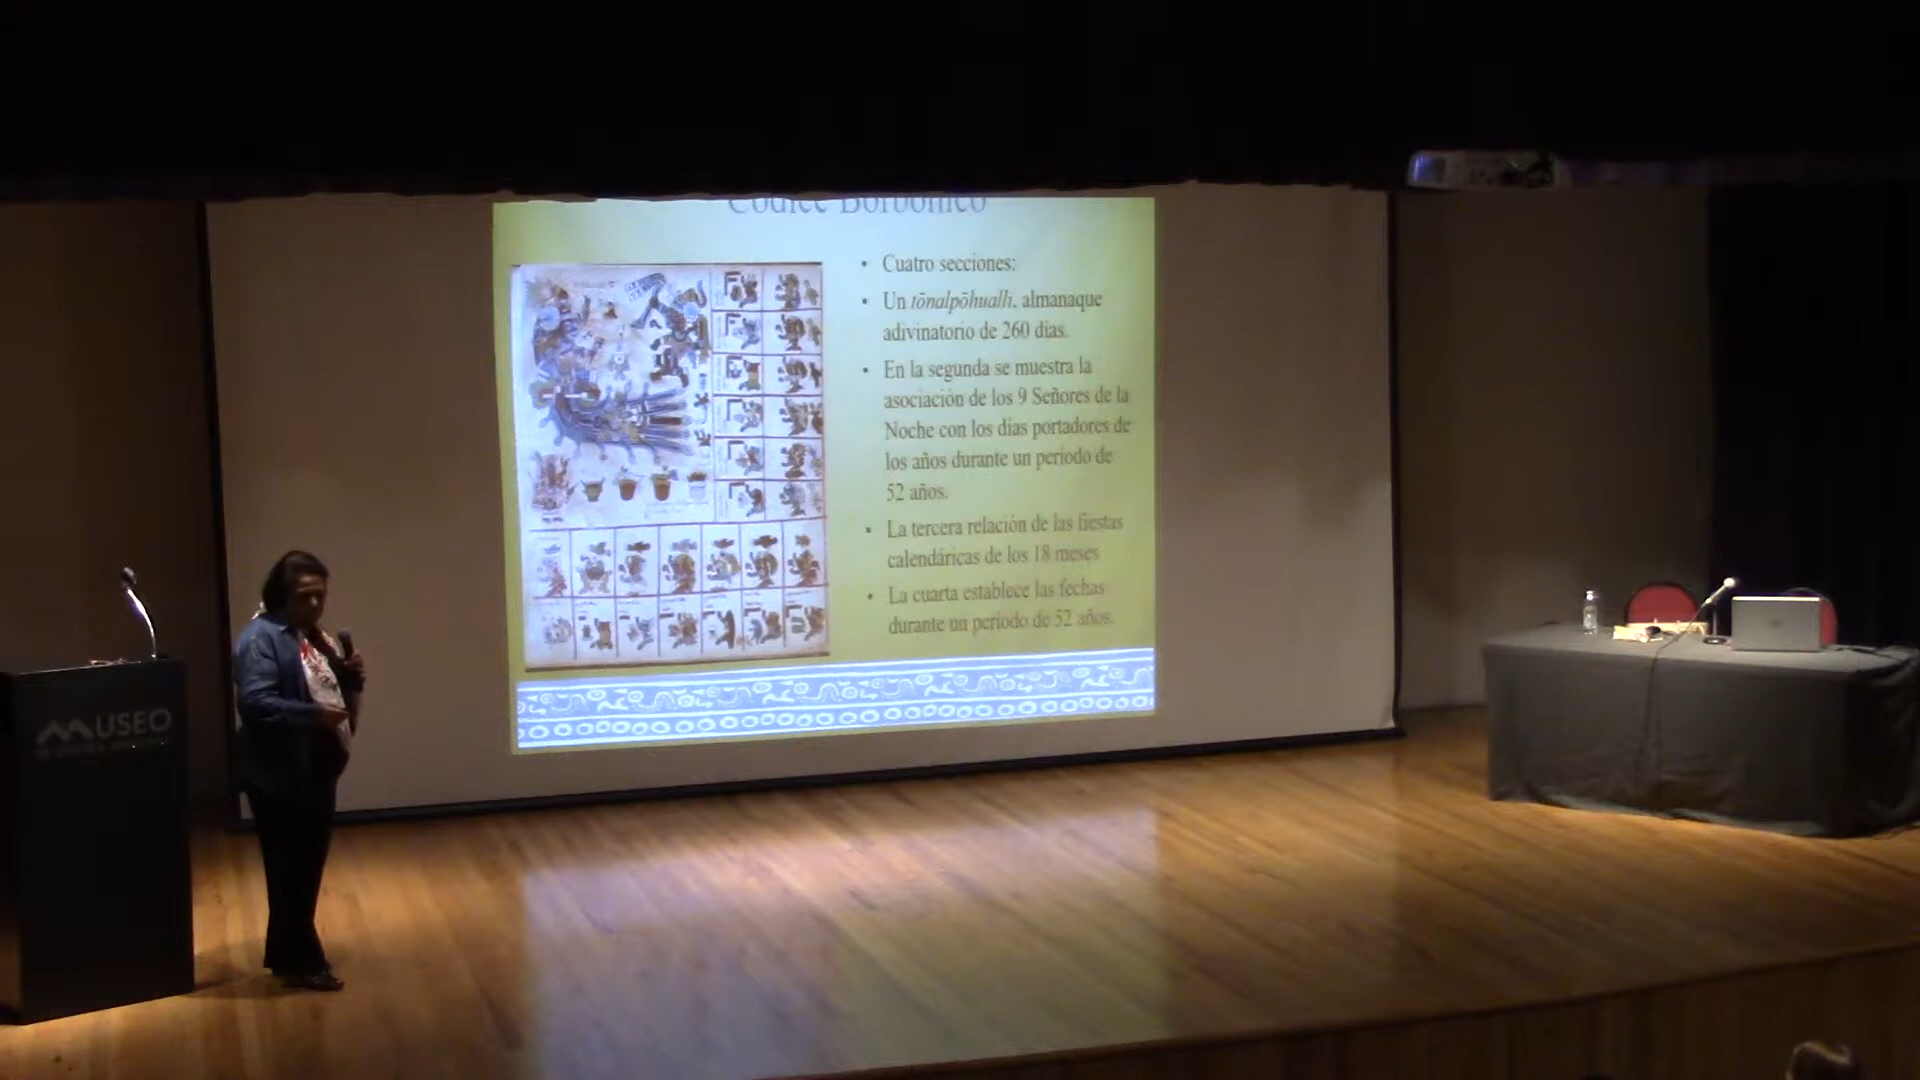 Códice Borbónico
• Cuatro secciones:
• Un tōnalpōhualli, almanaque
adivinatorio de 260 días.
• En la segunda se muestra la
asociación de los 9 Señores de la
Noche con los días portadores de
los años durante un periodo de
52 años.
• La tercera relación de las fiestas
calendáricas de los 18 meses
• La cuarta establece las fechas
durante un periodo de 52 años.
MUSEO